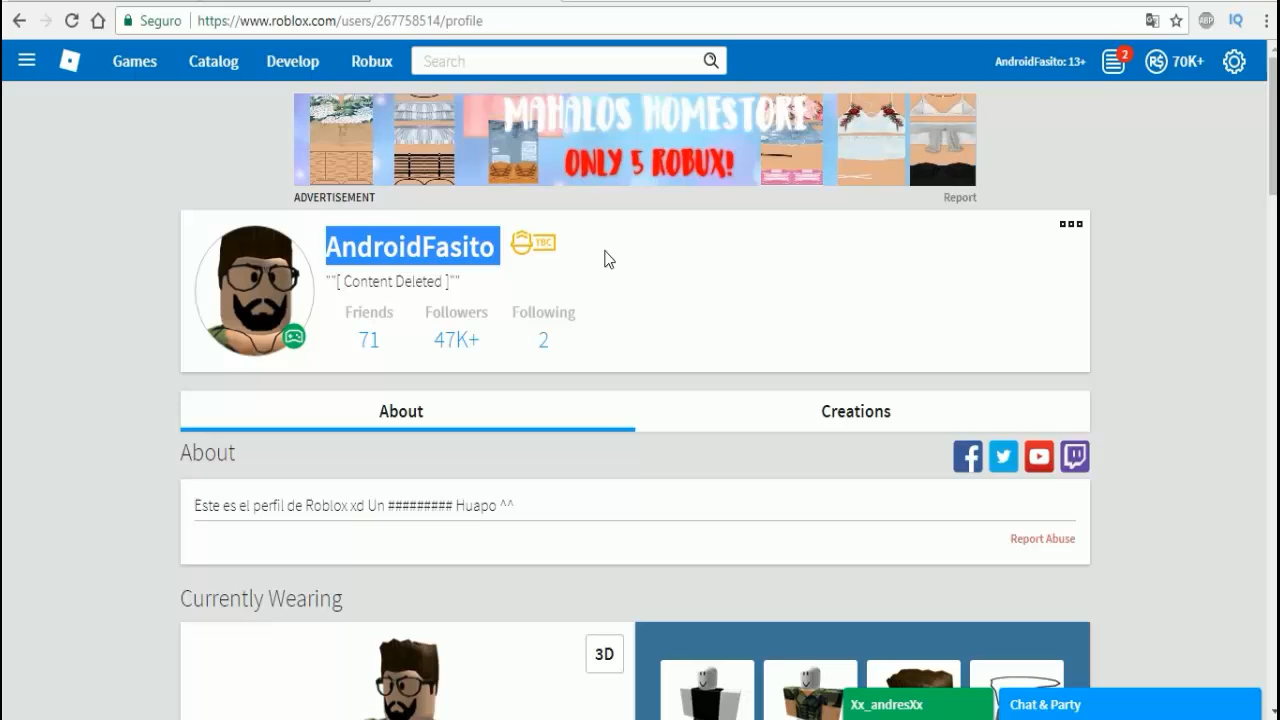 Seguro
https://www.roblox.com/users/267758514/profile
ABP
IQ
Games
Catalog
Develop
Robux
Search
AndroidFasito: 13+
2
R$
70K+
MAHALOS HOMESTORE
ONLY 5 ROBUX!
ADVERTISEMENT
Report
AndroidFasito
TBC
""[ Content Deleted ]""
Friends
Followers
Following
71
47K+
2
About
Creations
About
Este es el perfil de Roblox xd Un ######### Huapo ^^
Report Abuse
Currently Wearing
3D
Xx_andresXx
Chat & Party